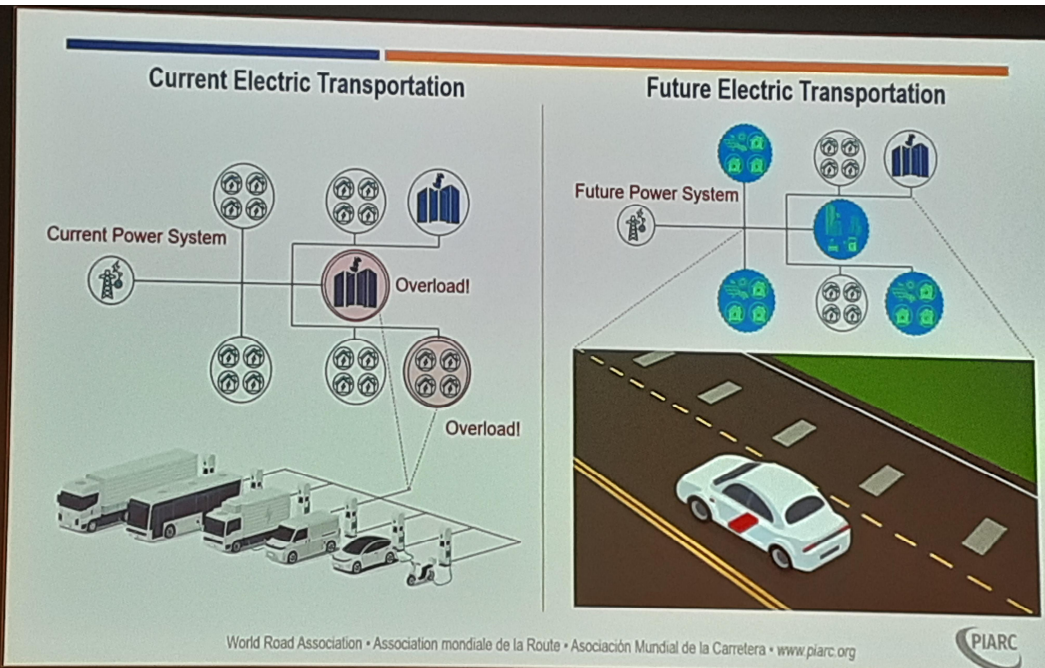 Current Electric Transportation
Current Power System
Overload!
Overload!
Future Electric Transportation
Future Power System
World Road Association • Association mondiale de la Route • Asociación Mundial de la Carretera • www.piarc.org
PIARC